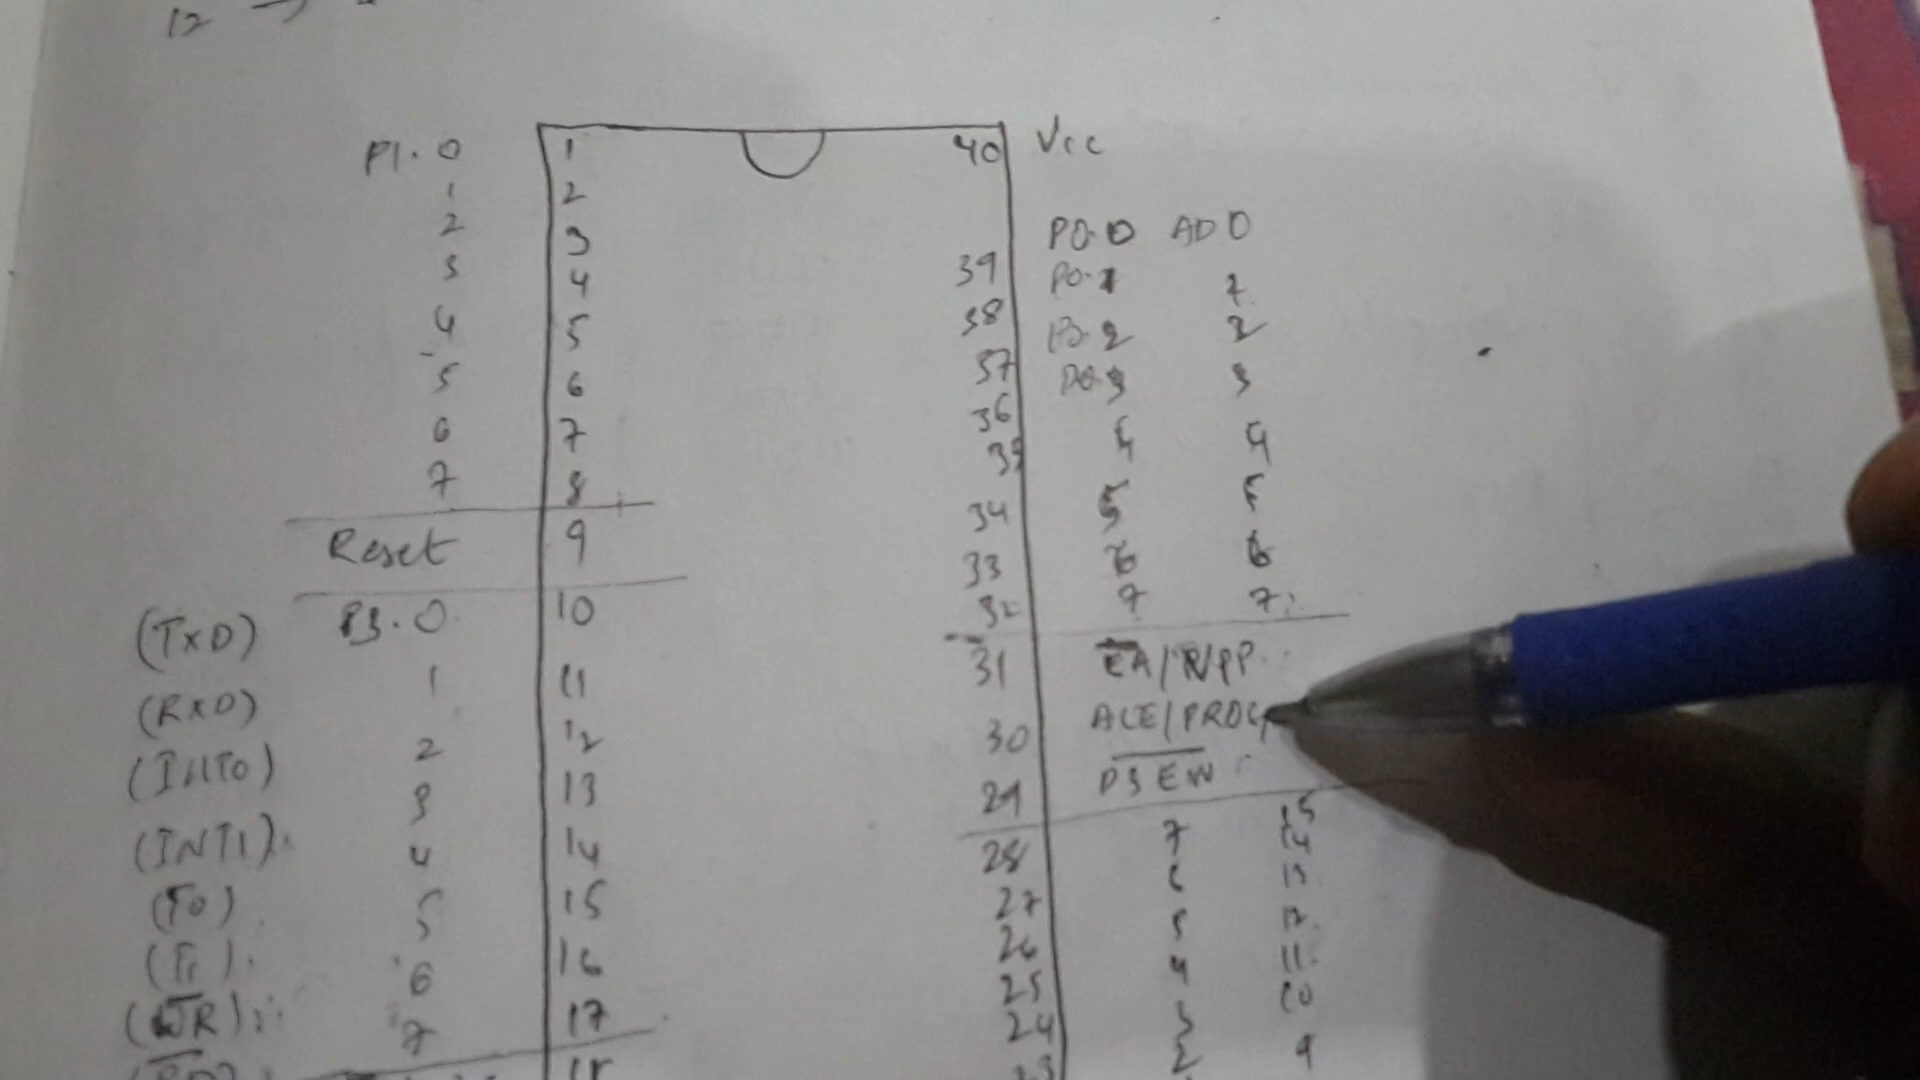 12 →
P1.0 1 40 Vcc
1 2
2 3 P0.0 AD0
3 4 39 P0.1 1
4 5 38 P0.2 2
5 6 37 P0.3 3
6 7 36 4 4
7 8 35 5 5
Reset 9 34 6 6
33 7 7
(TXD) P3.0 10 32
(RXD) 1 11 31 EA/VPP
(INT0) 2 12 30 ALE/PROG
(INT1) 3 13 29 PSEN
4 14 28 7 15
(T0) 5 15 27 6 14
(T1) 6 16 26 5 13
(WR) 7 17 25 4 12
(RD) 18 24 3 11
23 2 10
9